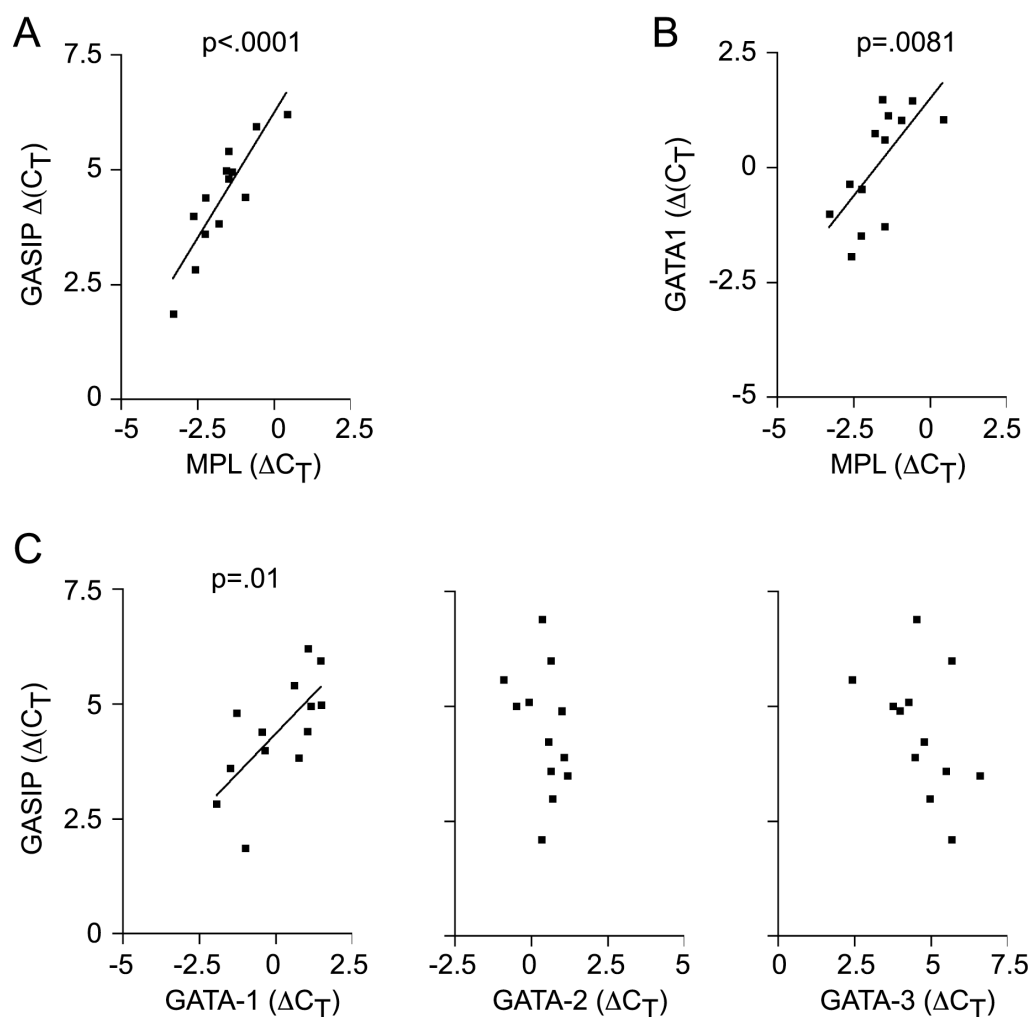 A
p<.0001
7.5
5
2.5
0
-5
-2.5
0
2.5
GASIP Δ(CT)
MPL (ΔCT)
B
p=.0081
2.5
0
-2.5
-5
-5
-2.5
0
2.5
GATA1 (Δ(CT)
MPL (ΔCT)
C
p=.01
7.5
5
2.5
0
-5
-2.5
0
2.5
GASIP (Δ(CT)
GATA-1 (ΔCT)
-2.5
0
2.5
5
GATA-2 (ΔCT)
0
2.5
5
7.5
GATA-3 (ΔCT)